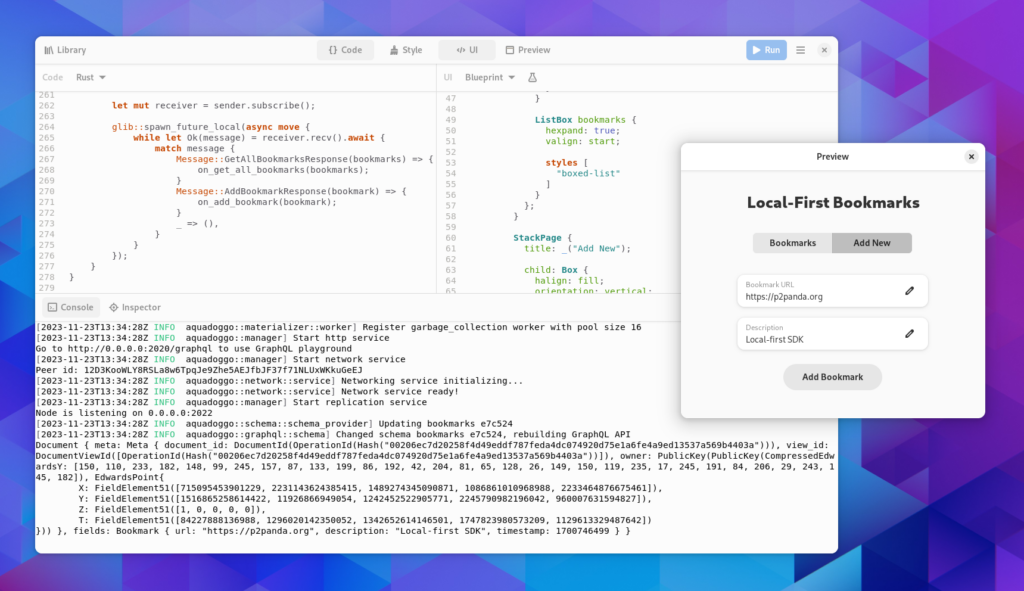 Library
Code
Style
UI
Preview
Run
Code Rust
UI Blueprint
261
262 let mut receiver = sender.subscribe();
263
264 glib::spawn_future_local(async move {
265 while let Ok(message) = receiver.recv().await {
266 match message {
267 Message::GetAllBookmarksResponse(bookmarks) => {
268 on_get_all_bookmarks(bookmarks);
269 }
270 Message::AddBookmarkResponse(bookmark) => {
271 on_add_bookmark(bookmark);
272 }
273 _ => (),
274 }
275 }
276 });
277 }
278 }
279
47 }
48
49 ListBox bookmarks {
50 hexpand: true;
51 valign: start;
52
53 styles [
54 "boxed-list"
55 ]
56 }
57 };
58 }
59
60 StackPage {
61 title: _("Add New");
62
63 child: Box {
64 halign: fill;
65 orientation: vertical;
Console
Inspector
[2023-11-23T13:34:28Z INFO aquadoggo::materializer::worker] Register garbage_collection worker with pool size 16
[2023-11-23T13:34:28Z INFO aquadoggo::manager] Start http service
Go to http://0.0.0.0:2020/graphql to use GraphQL playground
[2023-11-23T13:34:28Z INFO aquadoggo::manager] Start network service
Peer id: 12D3KooWLY8RSLa8w6TpqJe9Zhe5AEJfbJF37f71NLUxWKkuGeEJ
[2023-11-23T13:34:28Z INFO aquadoggo::network::service] Networking service initializing...
[2023-11-23T13:34:28Z INFO aquadoggo::network::service] Network service ready!
[2023-11-23T13:34:28Z INFO aquadoggo::manager] Start replication service
Node is listening on 0.0.0.0:2022
[2023-11-23T13:34:28Z INFO aquadoggo::schema::schema_provider] Updating bookmarks e7c524
[2023-11-23T13:34:28Z INFO aquadoggo::graphql::schema] Changed schema bookmarks e7c524, rebuilding GraphQL API
Document { meta: Meta { document_id: DocumentId(OperationId(Hash("00206ec7d20258f4d49eddf787feda4dc074920d75e1a6fe4a9ed13537a569b4403a"))), view_id:
DocumentViewId([OperationId(Hash("00206ec7d20258f4d49eddf787feda4dc074920d75e1a6fe4a9ed13537a569b4403a"))]), owner: PublicKey(PublicKey(CompressedEdw
ardsY: [150, 110, 233, 182, 148, 99, 245, 157, 87, 133, 199, 86, 192, 42, 204, 81, 65, 128, 26, 149, 150, 119, 235, 17, 245, 191, 84, 206, 29, 243, 1
45, 182]), EdwardsPoint{
X: FieldElement51([715095453901229, 2231143624385415, 1489274345090871, 1086861010968988, 2233464876675461]),
Y: FieldElement51([1516865258614422, 11926866949054, 1242452522905771, 2245790982196042, 960007631594827]),
Z: FieldElement51([1, 0, 0, 0, 0]),
T: FieldElement51([84227888136988, 1296020142350052, 1342652614146501, 1747823980573209, 1129613329487642])
})) }, fields: Bookmark { url: "https://p2panda.org", description: "Local-first SDK", timestamp: 1700746499 } }
Preview
Local-First Bookmarks
Bookmarks
Add New
Bookmark URL
https://p2panda.org
Description
Local-first SDK
Add Bookmark